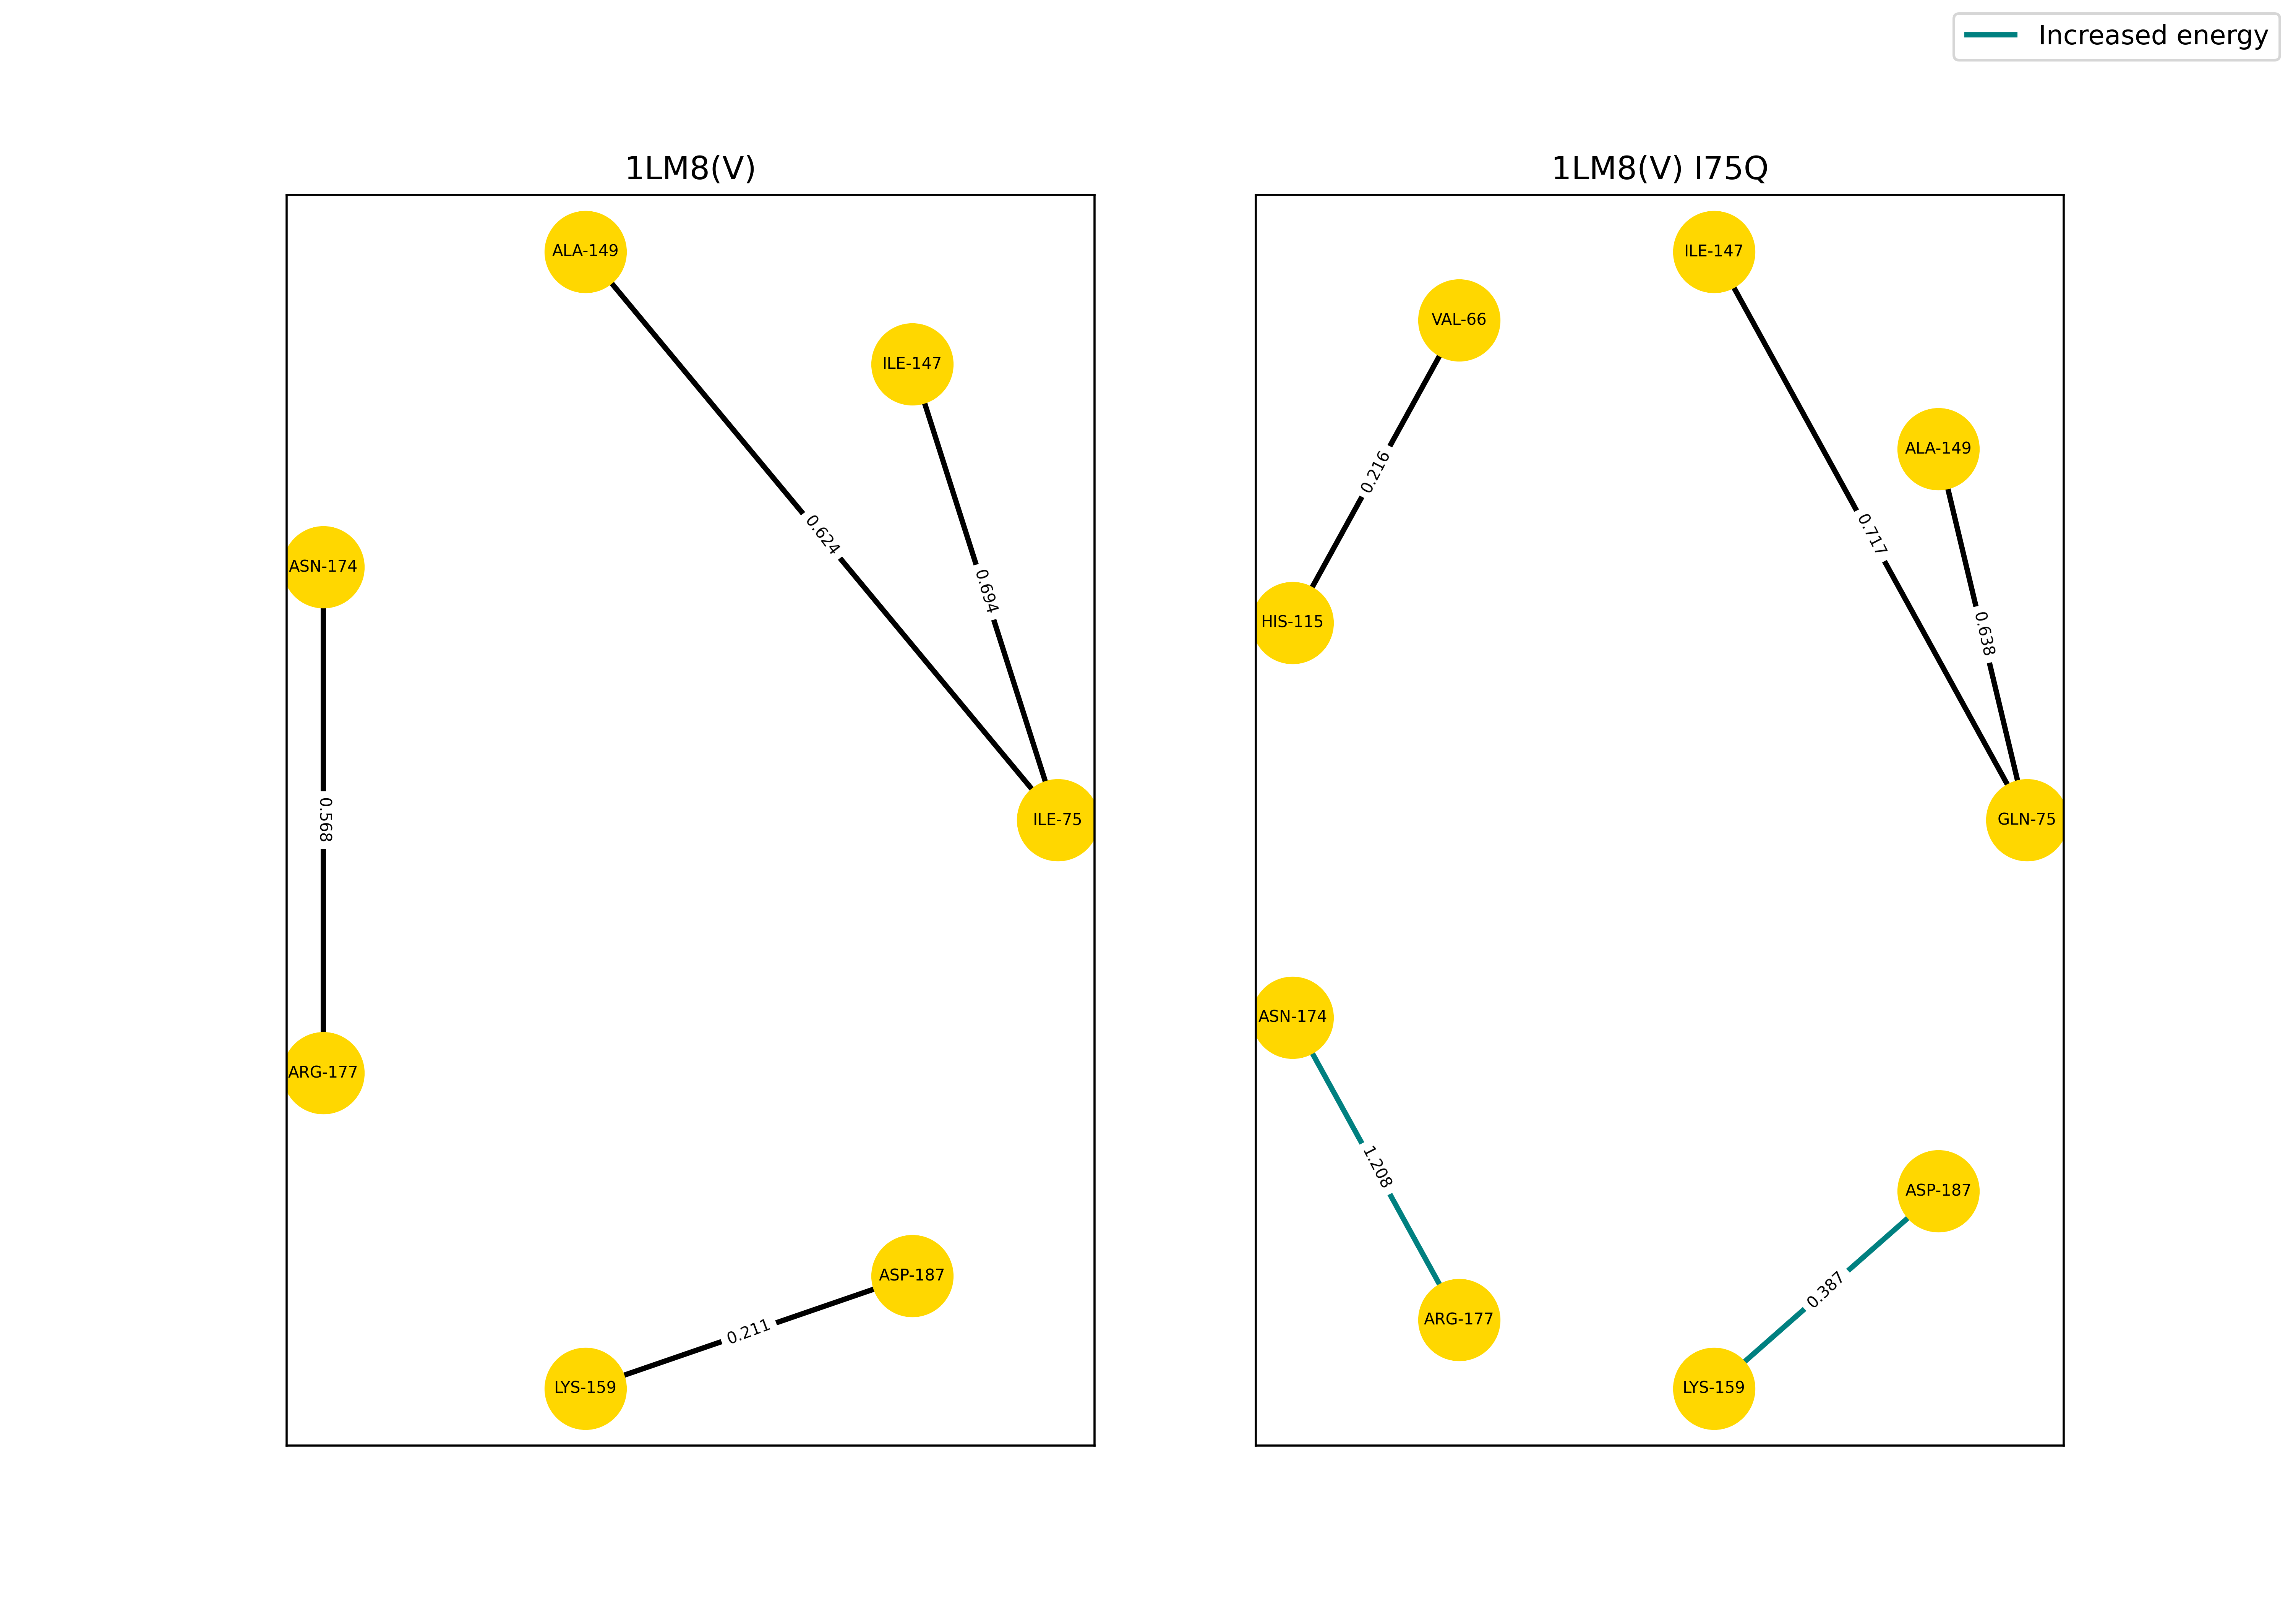 Increased energy
1LM8(V)
ALA-149
ILE-147
0.624
ASN-174
0.694
0.568
ILE-75
ARG-177
ASP-187
0.211
LYS-159
1LM8(V) I75Q
ILE-147
VAL-66
ALA-149
0.216
0.717
HIS-115
0.638
GLN-75
ASN-174
1.208
ASP-187
0.387
ARG-177
LYS-159